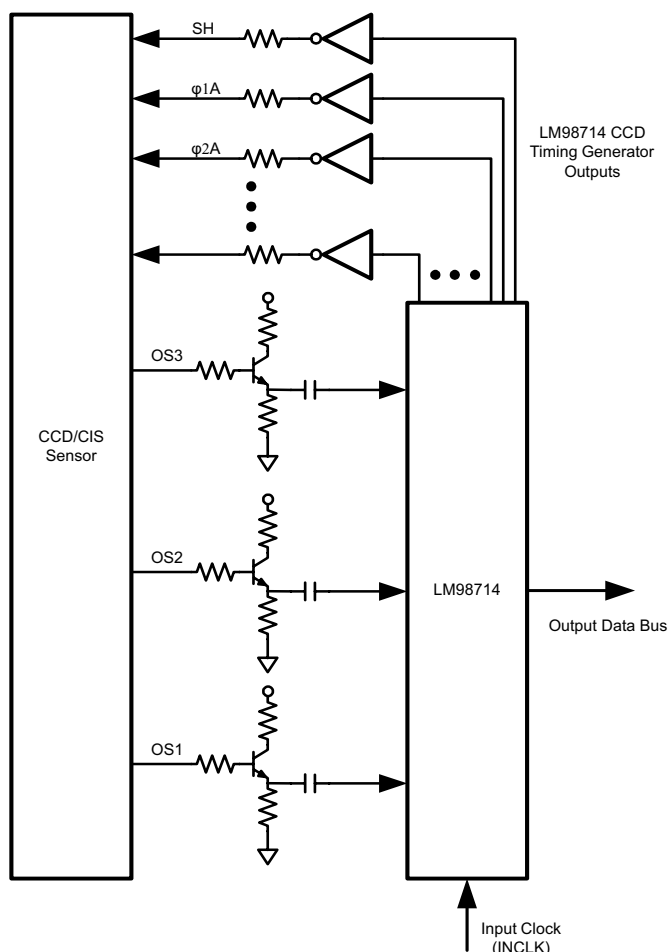 SH
φ1A
φ2A
LM98714 CCD
Timing Generator
Outputs
OS3
CCD/CIS
Sensor
OS2
LM98714
Output Data Bus
OS1
Input Clock
(INCLK)